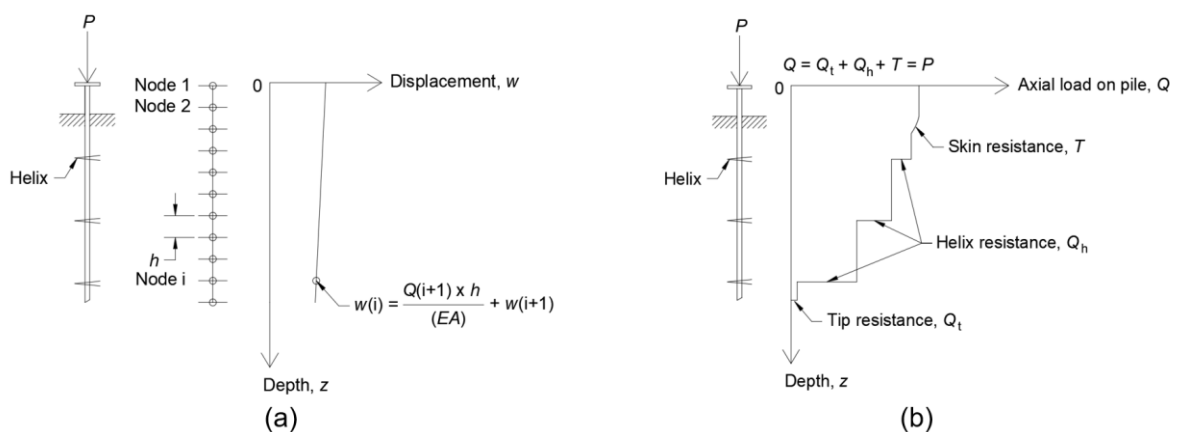 P
Node 1
Node 2
Helix
h
Node i
0
Displacement, w
w(i) = Q(i+1) x h / (EA) + w(i+1)
Depth, z
(a)
P
Q = Qt + Qh + T = P
0
Axial load on pile, Q
Skin resistance, T
Helix
Helix resistance, Qh
Tip resistance, Qt
Depth, z
(b)